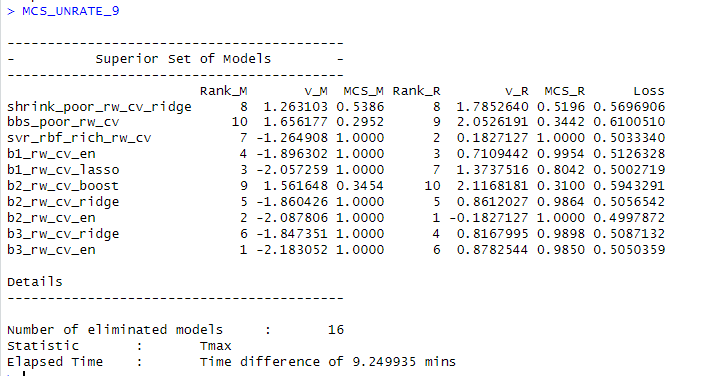 > MCS_UNRATE_9

------------------------------------------
-          Superior Set of Models        -
------------------------------------------
                         Rank_M       v_M  MCS_M Rank_R        v_R  MCS_R      Loss
shrink_poor_rw_cv_ridge       8  1.263103 0.5386      8  1.7852640 0.5196 0.5696906
bbs_poor_rw_cv               10  1.656177 0.2952      9  2.0526191 0.3442 0.6100510
svr_rbf_rich_rw_cv            7 -1.264908 1.0000      2  0.1827127 1.0000 0.5033340
b1_rw_cv_en                   4 -1.896302 1.0000      3  0.7109442 0.9954 0.5126328
b1_rw_cv_lasso                3 -2.057259 1.0000      7  1.3737516 0.8042 0.5002719
b2_rw_cv_boost                9  1.561648 0.3454     10  2.1168181 0.3100 0.5943291
b2_rw_cv_ridge                5 -1.860426 1.0000      5  0.8612027 0.9864 0.5056542
b2_rw_cv_en                   2 -2.087806 1.0000      1 -0.1827127 1.0000 0.4997872
b3_rw_cv_ridge                6 -1.847351 1.0000      4  0.8167995 0.9898 0.5087132
b3_rw_cv_en                   1 -2.183052 1.0000      6  0.8782544 0.9850 0.5050359

Details
------------------------------------------

Number of eliminated models     :       16
Statistic       :       Tmax
Elapsed Time    :       Time difference of 9.249935 mins